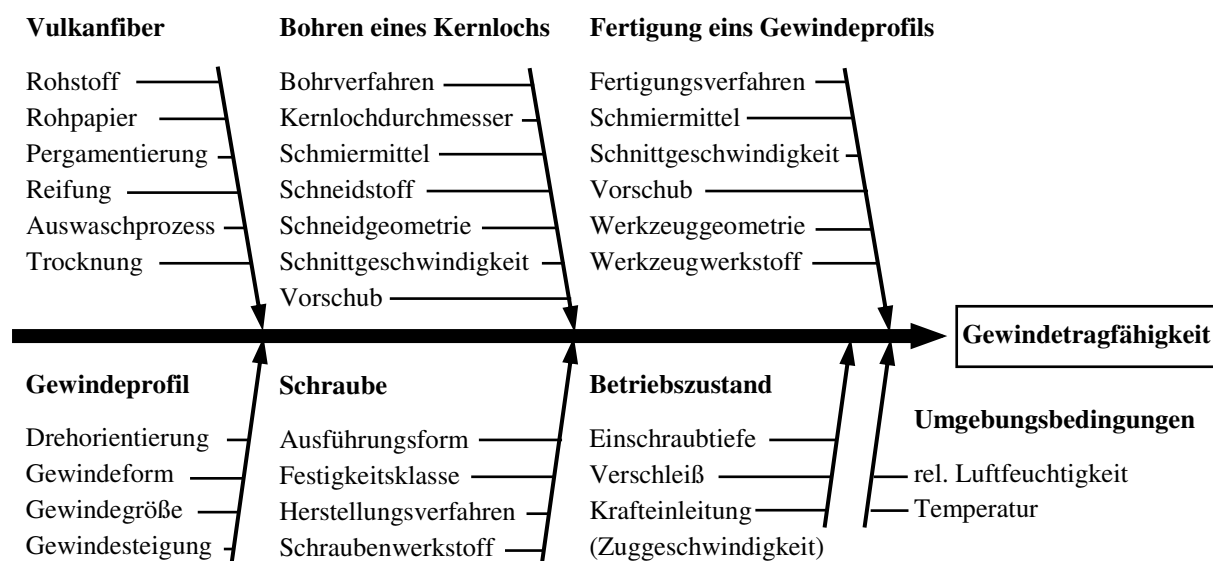 Vulkanfiber
Rohstoff
Rohpapier
Pergamentierung
Reifung
Auswaschprozess
Trocknung
Bohren eines Kernlochs
Bohrverfahren
Kernlochdurchmesser
Schmiermittel
Schneidstoff
Schneidgeometrie
Schnittgeschwindigkeit
Vorschub
Fertigung eins Gewindeprofils
Fertigungsverfahren
Schmiermittel
Schnittgeschwindigkeit
Vorschub
Werkzeuggeometrie
Werkzeugwerkstoff
Gewindetragfähigkeit
Gewindeprofil
Drehorientierung
Gewindeform
Gewindegröße
Gewindesteigung
Schraube
Ausführungsform
Festigkeitsklasse
Herstellungsverfahren
Schraubenwerkstoff
Betriebszustand
Einschraubtiefe
Verschleiß
Krafteinleitung
(Zuggeschwindigkeit)
Umgebungsbedingungen
rel. Luftfeuchtigkeit
Temperatur